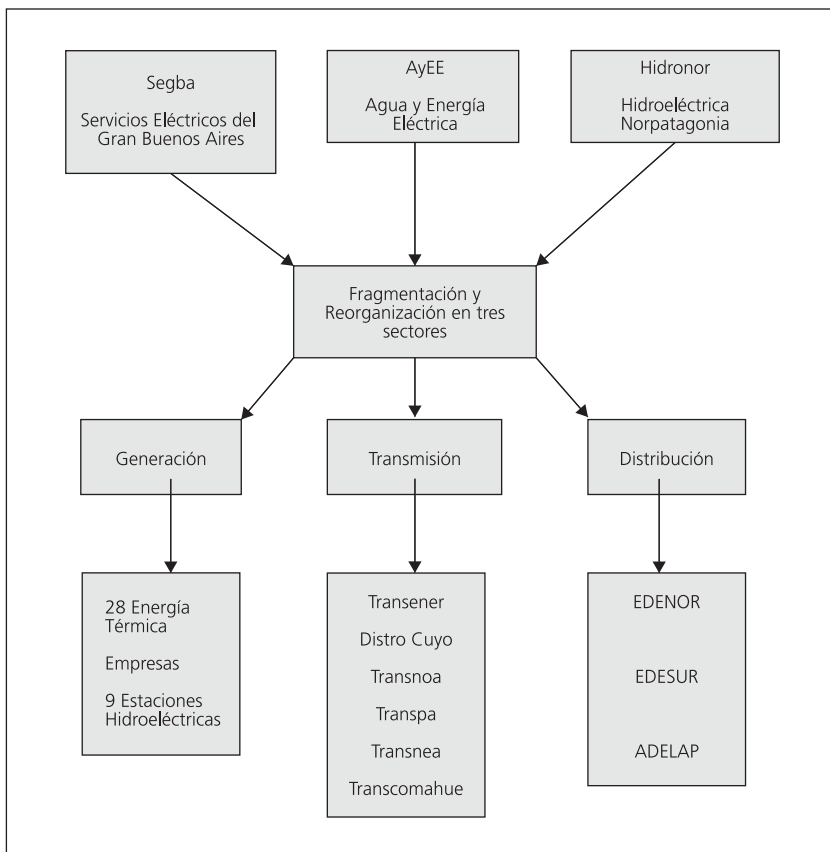 Segba
Servicios Eléctricos del
Gran Buenos Aires
AyEE
Agua y Energía
Eléctrica
Hidronor
Hidroeléctrica
Norpatagonia
Fragmentación y
Reorganización en tres
sectores
Generación
Transmisión
Distribución
28 Energía
Térmica
Empresas
9 Estaciones
Hidroeléctricas
Transener
Distro Cuyo
Transnoa
Transpa
Transnea
Transcomahue
EDENOR
EDESUR
ADELAP